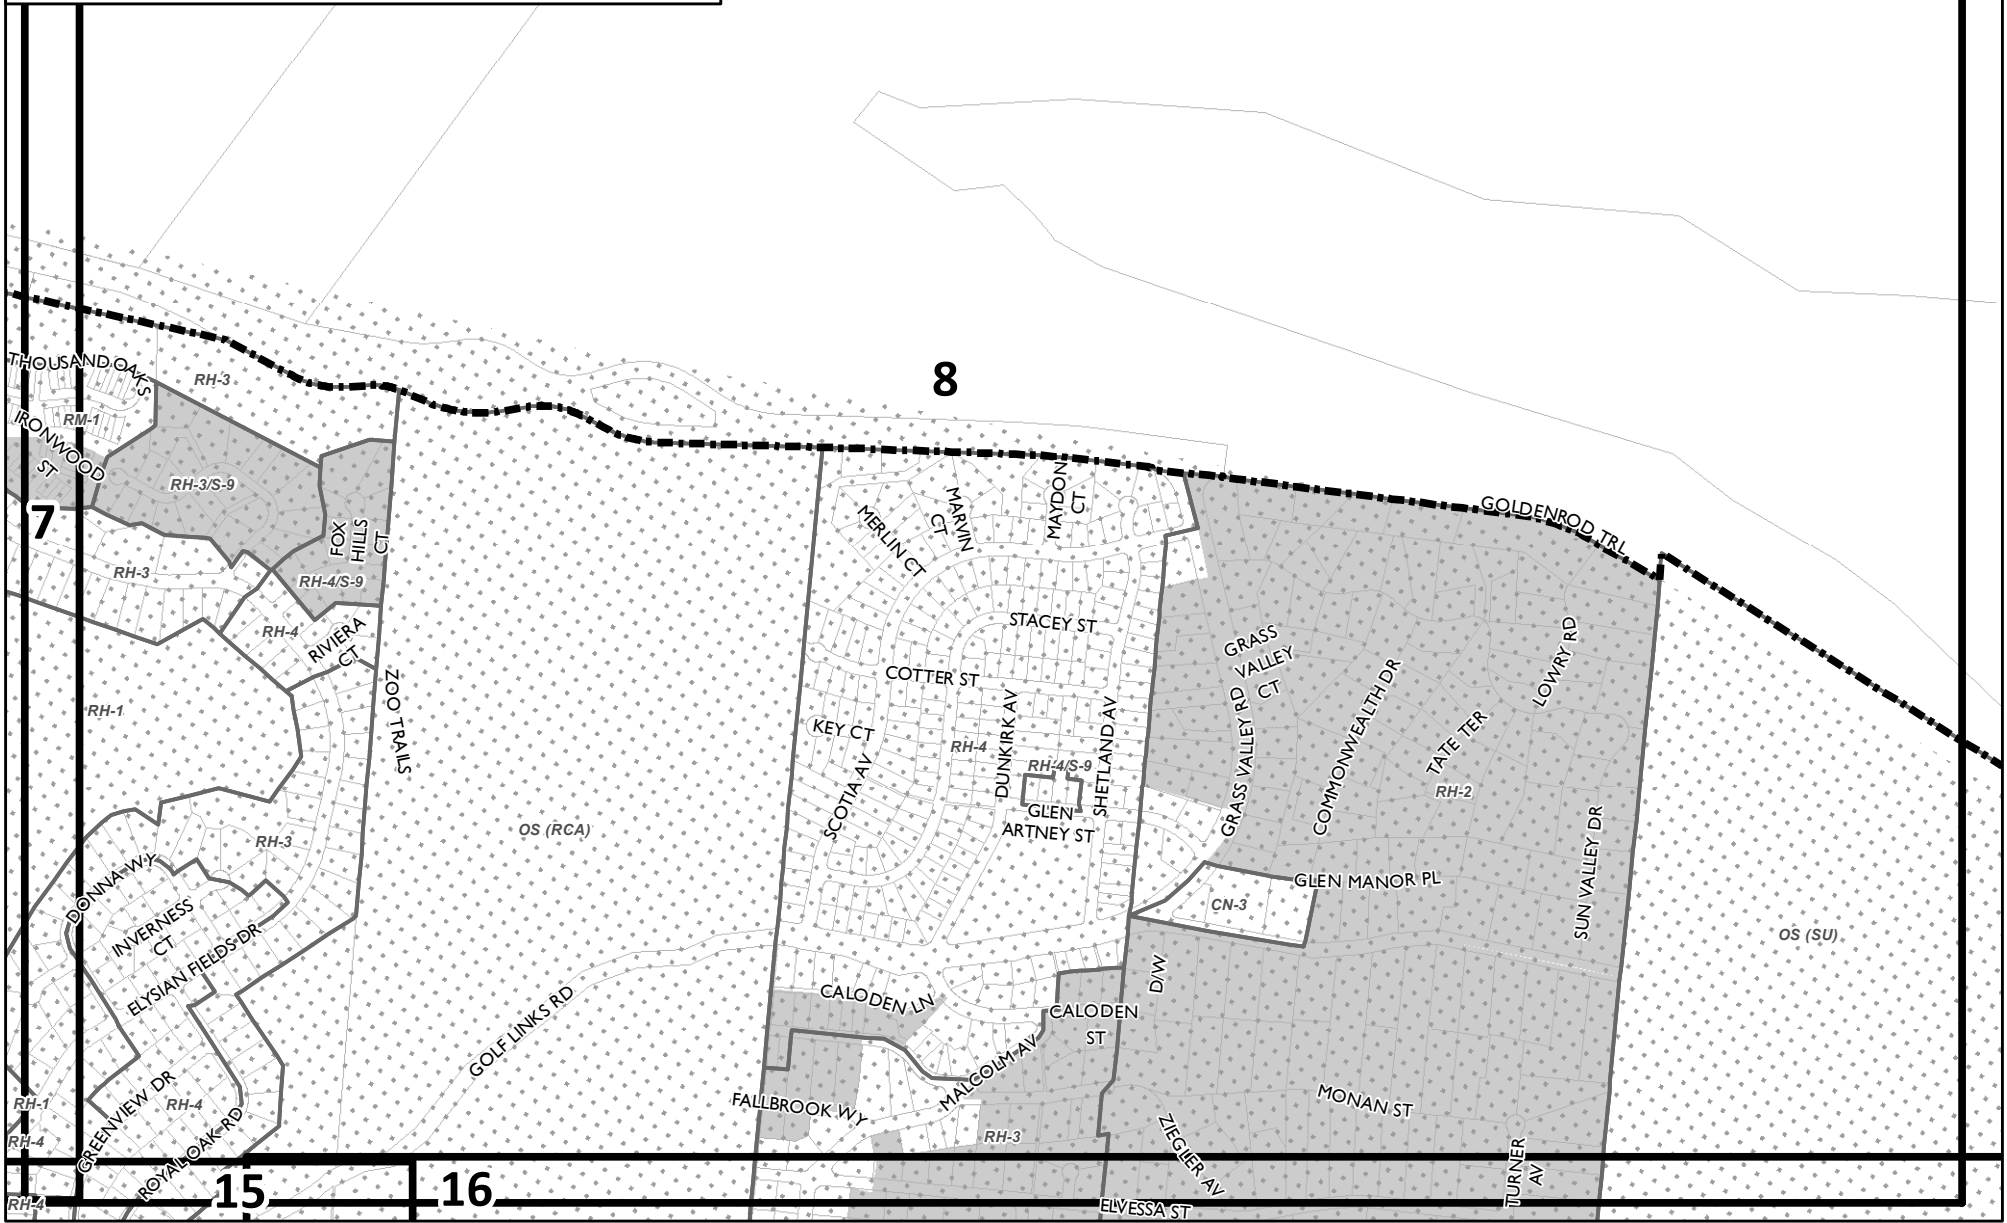 8
THOUSAND OAKS
RH-3
RM-1
IRONWOOD
ST
RH-3/S-9
7
FOX
HILLS
CT
RH-3
RH-4/S-9
RH-4
RIVIERA
CT
RH-1
ZOO TRAILS
RH-3
DONNA WY
INVERNESS
CT
ELYSIAN FIELDS DR
GREENVIEW DR
RH-4
ROYAL OAK RD
RH-1
RH-4
RH-4
15
16
OS (RCA)
GOLF LINKS RD
MERLIN CT
MARVIN
CT
MAYDON
CT
STACEY ST
COTTER ST
KEY CT
SCOTIA AV
RH-4
DUNKIRK AV
RH-4/S-9
SHETLAND AV
GLEN
ARTNEY ST
CALODEN LN
CALODEN
ST
MALCOLM AV
FALLBROOK WY
RH-3
GOLDENROD TRL
GRASS
VALLEY
CT
GRASS VALLEY RD
COMMONWEALTH DR
TATE TER
LOWRY RD
RH-2
SUN VALLEY DR
GLEN MANOR PL
CN-3
D/W
OS (SU)
MONAN ST
ZIEGLER AV
TURNER
AV
ELVESSA ST